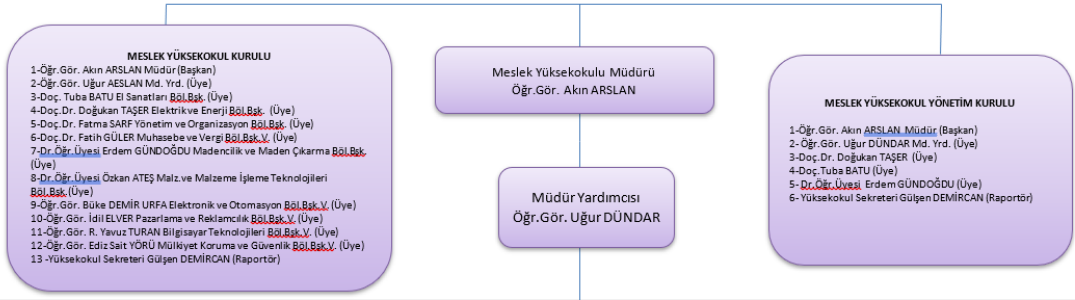 MESLEK YÜKSEKOKUL KURULU
1-Öğr.Gör. Akın ARSLAN Müdür (Başkan)
2-Öğr.Gör. Uğur AESLAN Md. Yrd. (Üye)
3-Doç. Tuba BATU El Sanatları Böl.Bşk. (Üye)
4-Doç.Dr. Doğukan TAŞER Elektrik ve Enerji Böl.Bşk. (Üye)
5-Doç.Dr. Fatma SARF Yönetim ve Organizasyon Böl.Bşk. (Üye)
6-Doç.Dr. Fatih GÜLER Muhasebe ve Vergi Böl.Bşk.V. (Üye)
7-Dr.Öğr.Üyesi Erdem GÜNDOĞDU Madencilik ve Maden Çıkarma Böl.Bşk.
(Üye)
8-Dr.Öğr.Üyesi Özkan ATEŞ Malz.ve Malzeme İşleme Teknolojileri
Böl.Bşk.(Üye)
9-Öğr.Gör. Büke DEMİR URFA Elektronik ve Otomasyon Böl.Bşk.V. (Üye)
10-Öğr.Gör. İdil ELVER Pazarlama ve Reklamcılık Böl.Bşk.V. (Üye)
11-Öğr.Gör. R. Yavuz TURAN Bilgisayar Teknolojileri Böl.Bşk.V. (Üye)
12-Öğr.Gör. Ediz Sait YÖRÜ Mülkiyet Koruma ve Güvenlik Böl.Bşk.V. (Üye)
13 -Yüksekokul Sekreteri Gülşen DEMİRCAN (Raportör)
Meslek Yüksekokulu Müdürü
Öğr.Gör. Akın ARSLAN
Müdür Yardımcısı
Öğr.Gör. Uğur DÜNDAR
MESLEK YÜKSEKOKUL YÖNETİM KURULU
1-Öğr.Gör. Akın ARSLAN Müdür (Başkan)
2- Öğr.Gör. Uğur DÜNDAR Md. Yrd. (Üye)
3-Doç.Dr. Doğukan TAŞER (Üye)
4-Doç.Tuba BATU (Üye)
5- Dr.Öğr.Üyesi Erdem GÜNDOĞDU (Üye)
6-Yüksekokul Sekreteri Gülşen DEMİRCAN (Raportör)